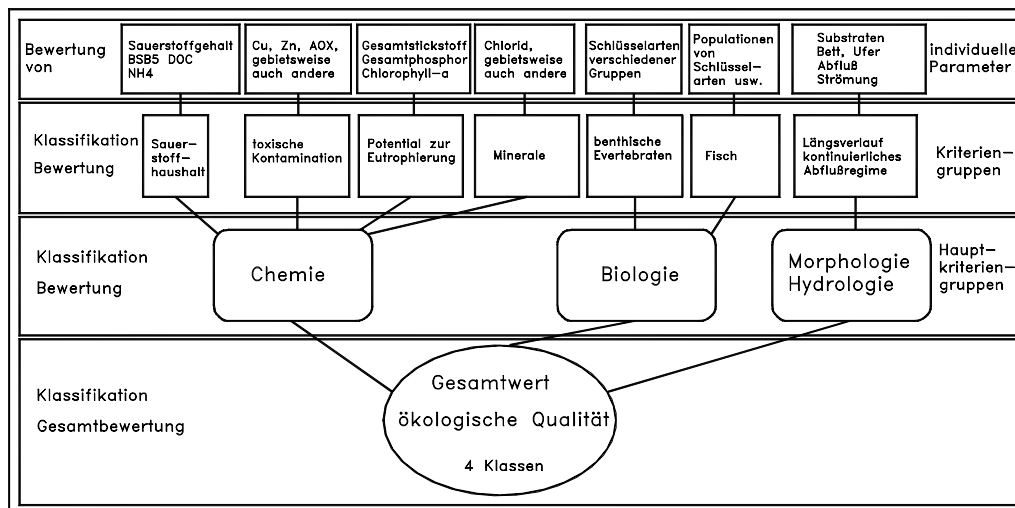 Bewertung
von
Sauerstoffgehalt
BSB5 DOC
NH4
Cu, Zn, AOX,
gebietsweise
auch andere
Gesamtstickstoff
Gesamtphosphor
Chlorophyll-a
Chlorid,
gebietsweise
auch andere
Schlüsselarten
verschiedener
Gruppen
Populationen
von
Schlüssel-
arten usw.
Substraten
Bett, Ufer
Abfluß
Strömung
individuelle
Parameter
Klassifikation
Bewertung
Sauer-
stoff-
haushalt
toxische
Kontamination
Potential zur
Eutrophierung
Minerale
benthische
Evertebraten
Fisch
Längsverlauf
kontinuierliches
Abflußregime
Kriterien-
gruppen
Klassifikation
Bewertung
Chemie
Biologie
Morphologie
Hydrologie
Haupt-
kriterien-
gruppen
Klassifikation
Gesamtbewertung
Gesamtwert
ökologische Qualität
4 Klassen